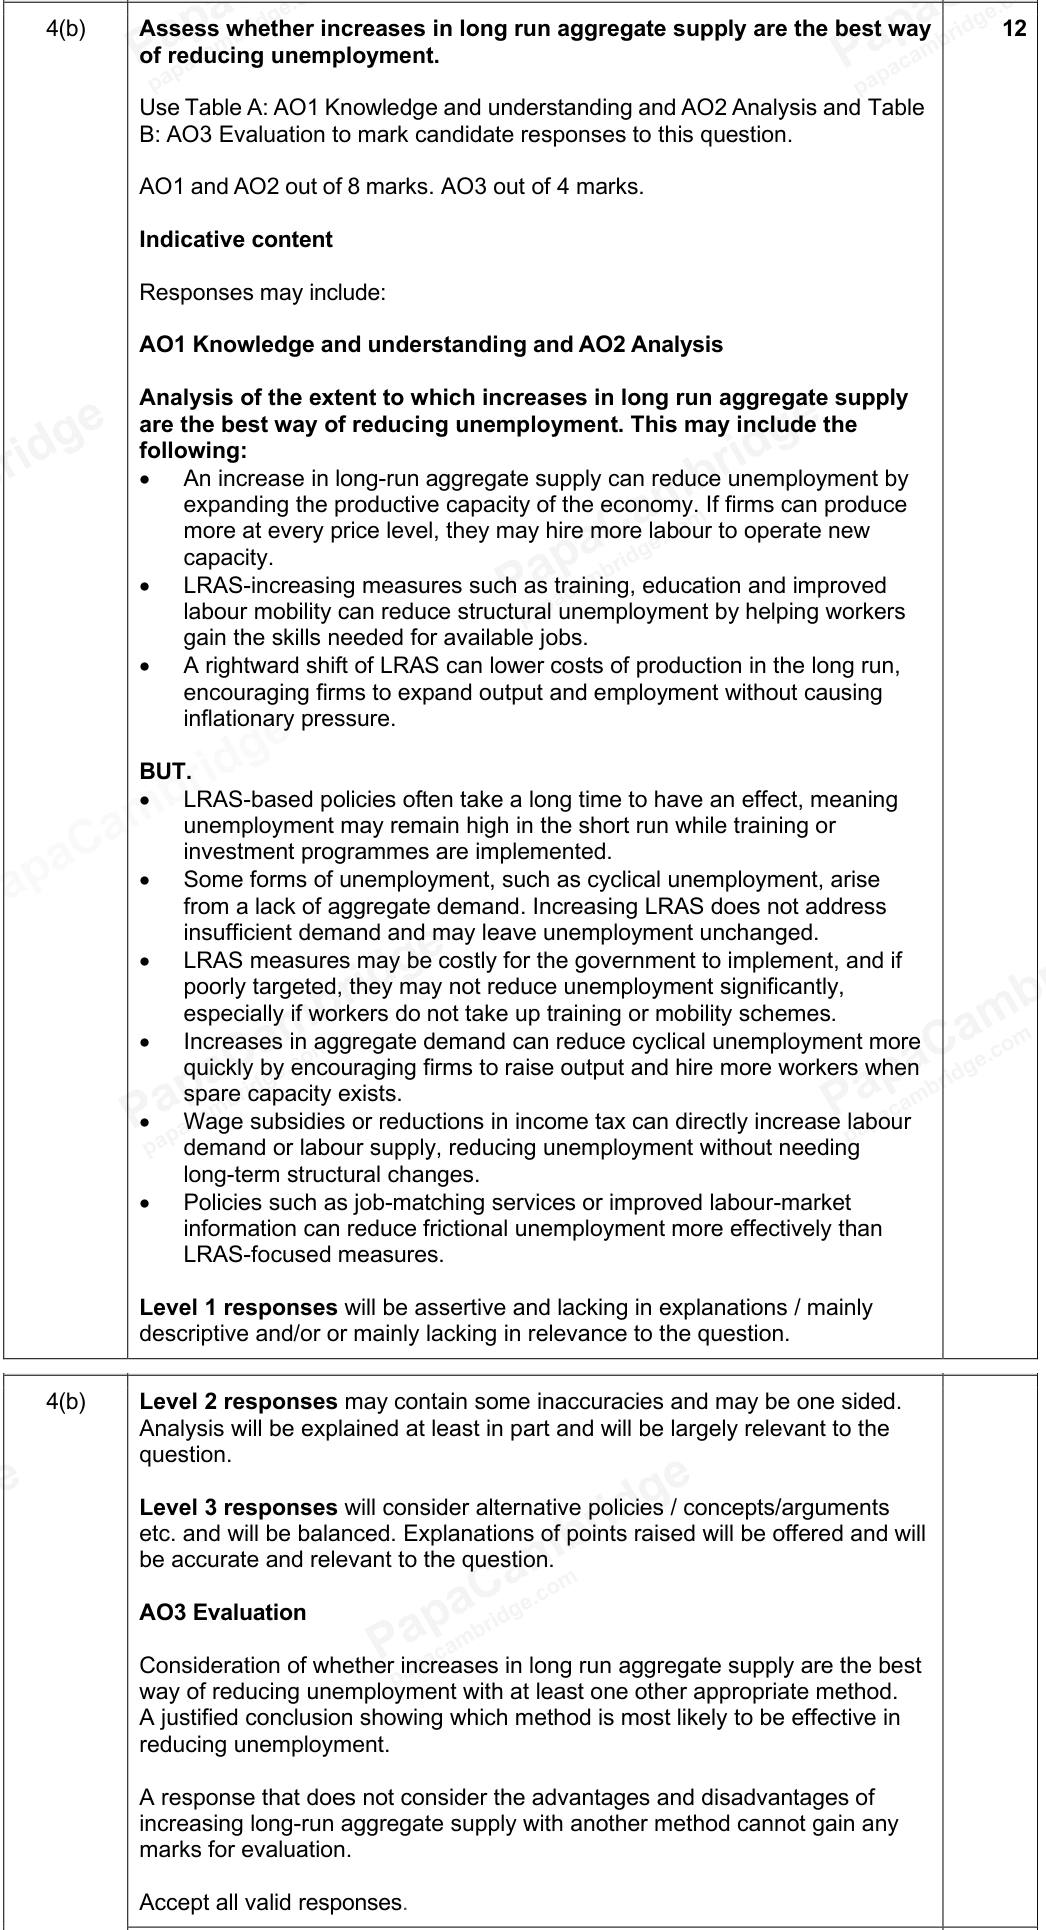 4(b)
Assess whether increases in long run aggregate supply are the best way
of reducing unemployment.
12
Use Table A: AO1 Knowledge and understanding and AO2 Analysis and Table
B: AO3 Evaluation to mark candidate responses to this question.
AO1 and AO2 out of 8 marks. AO3 out of 4 marks.
Indicative content
Responses may include:
AO1 Knowledge and understanding and AO2 Analysis
Analysis of the extent to which increases in long run aggregate supply
are the best way of reducing unemployment. This may include the
following:
• An increase in long-run aggregate supply can reduce unemployment by
expanding the productive capacity of the economy. If firms can produce
more at every price level, they may hire more labour to operate new
capacity.
• LRAS-increasing measures such as training, education and improved
labour mobility can reduce structural unemployment by helping workers
gain the skills needed for available jobs.
• A rightward shift of LRAS can lower costs of production in the long run,
encouraging firms to expand output and employment without causing
inflationary pressure.
BUT.
• LRAS-based policies often take a long time to have an effect, meaning
unemployment may remain high in the short run while training or
investment programmes are implemented.
• Some forms of unemployment, such as cyclical unemployment, arise
from a lack of aggregate demand. Increasing LRAS does not address
insufficient demand and may leave unemployment unchanged.
• LRAS measures may be costly for the government to implement, and if
poorly targeted, they may not reduce unemployment significantly,
especially if workers do not take up training or mobility schemes.
• Increases in aggregate demand can reduce cyclical unemployment more
quickly by encouraging firms to raise output and hire more workers when
spare capacity exists.
• Wage subsidies or reductions in income tax can directly increase labour
demand or labour supply, reducing unemployment without needing
long-term structural changes.
• Policies such as job-matching services or improved labour-market
information can reduce frictional unemployment more effectively than
LRAS-focused measures.
Level 1 responses will be assertive and lacking in explanations / mainly
descriptive and/or or mainly lacking in relevance to the question.
4(b)
Level 2 responses may contain some inaccuracies and may be one sided.
Analysis will be explained at least in part and will be largely relevant to the
question.
Level 3 responses will consider alternative policies / concepts/arguments
etc. and will be balanced. Explanations of points raised will be offered and will
be accurate and relevant to the question.
AO3 Evaluation
Consideration of whether increases in long run aggregate supply are the best
way of reducing unemployment with at least one other appropriate method.
A justified conclusion showing which method is most likely to be effective in
reducing unemployment.
A response that does not consider the advantages and disadvantages of
increasing long-run aggregate supply with another method cannot gain any
marks for evaluation.
Accept all valid responses.
PapaCambridge
papacambridge.com